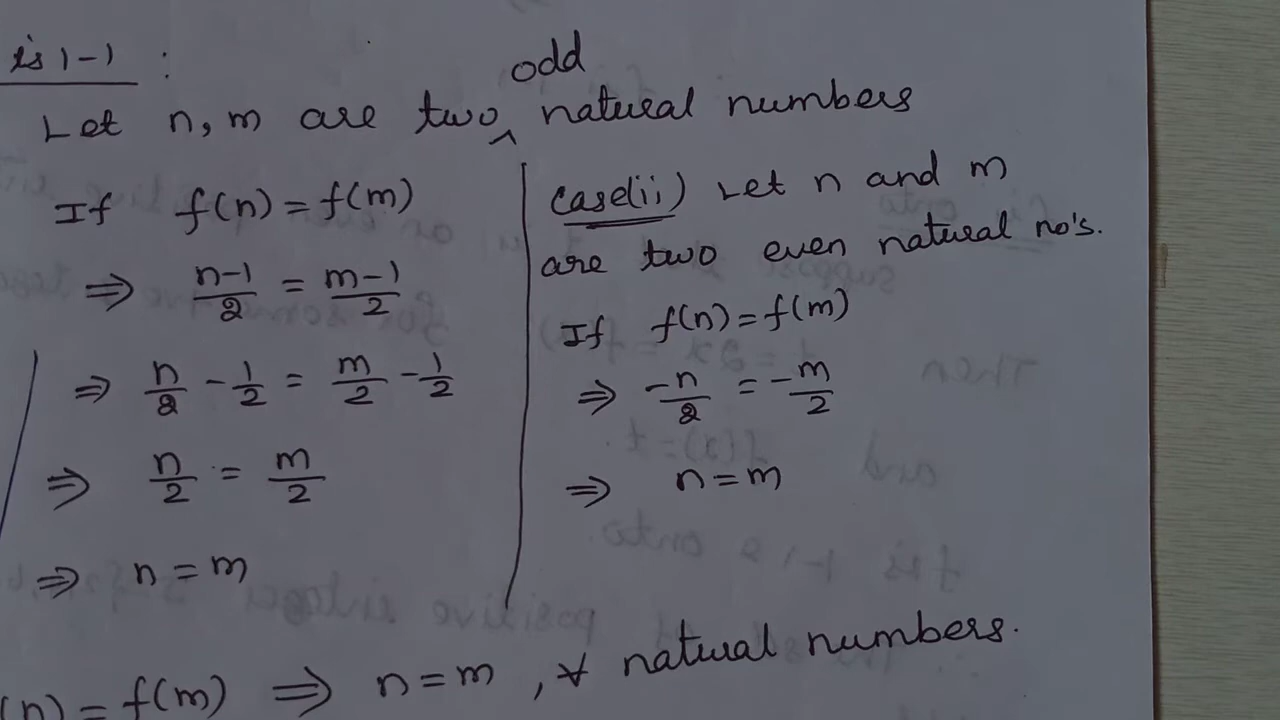 is 1-1 :
Let n, m are two ^ odd natural numbers
If f(n) = f(m)
⇒ n-1/2 = m-1/2
⇒ n/2 - 1/2 = m/2 - 1/2
⇒ n/2 = m/2
⇒ n = m
case(ii) Let n and m
are two even natural no's.
If f(n) = f(m)
⇒ -n/2 = -m/2
⇒ n = m
(n) = f(m) ⇒ n = m, ∀ natural numbers.